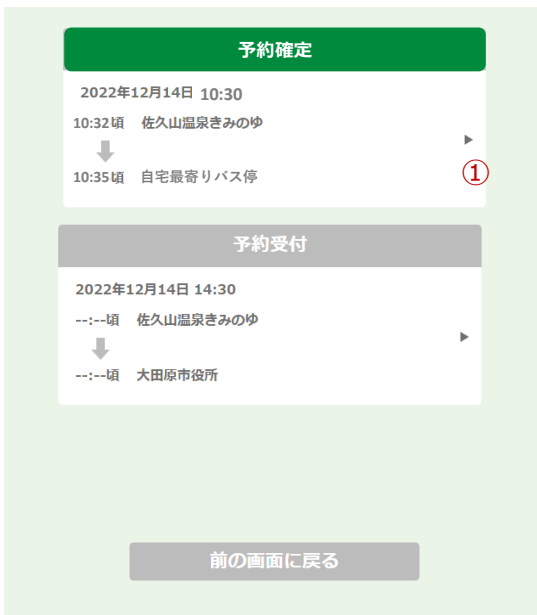 予約確定
2022年12月14日 10:30
10:32頃 佐久山温泉きみのゆ
10:35頃 自宅最寄りバス停
①
予約受付
2022年12月14日 14:30
--:--頃 佐久山温泉きみのゆ
--:--頃 大田原市役所
前の画面に戻る